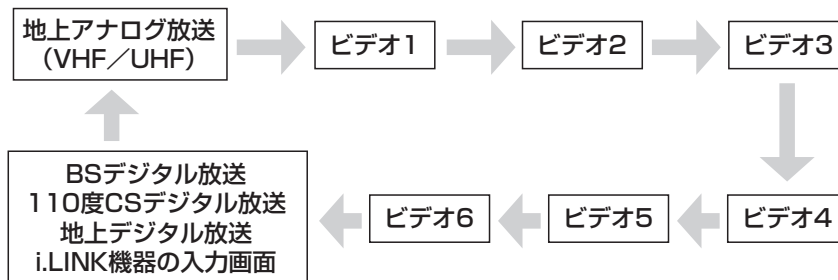 地上アナログ放送
（VHF／UHF）
ビデオ1
ビデオ2
ビデオ3
ビデオ4
ビデオ5
ビデオ6
BSデジタル放送
110度CSデジタル放送
地上デジタル放送
i.LINK機器の入力画面